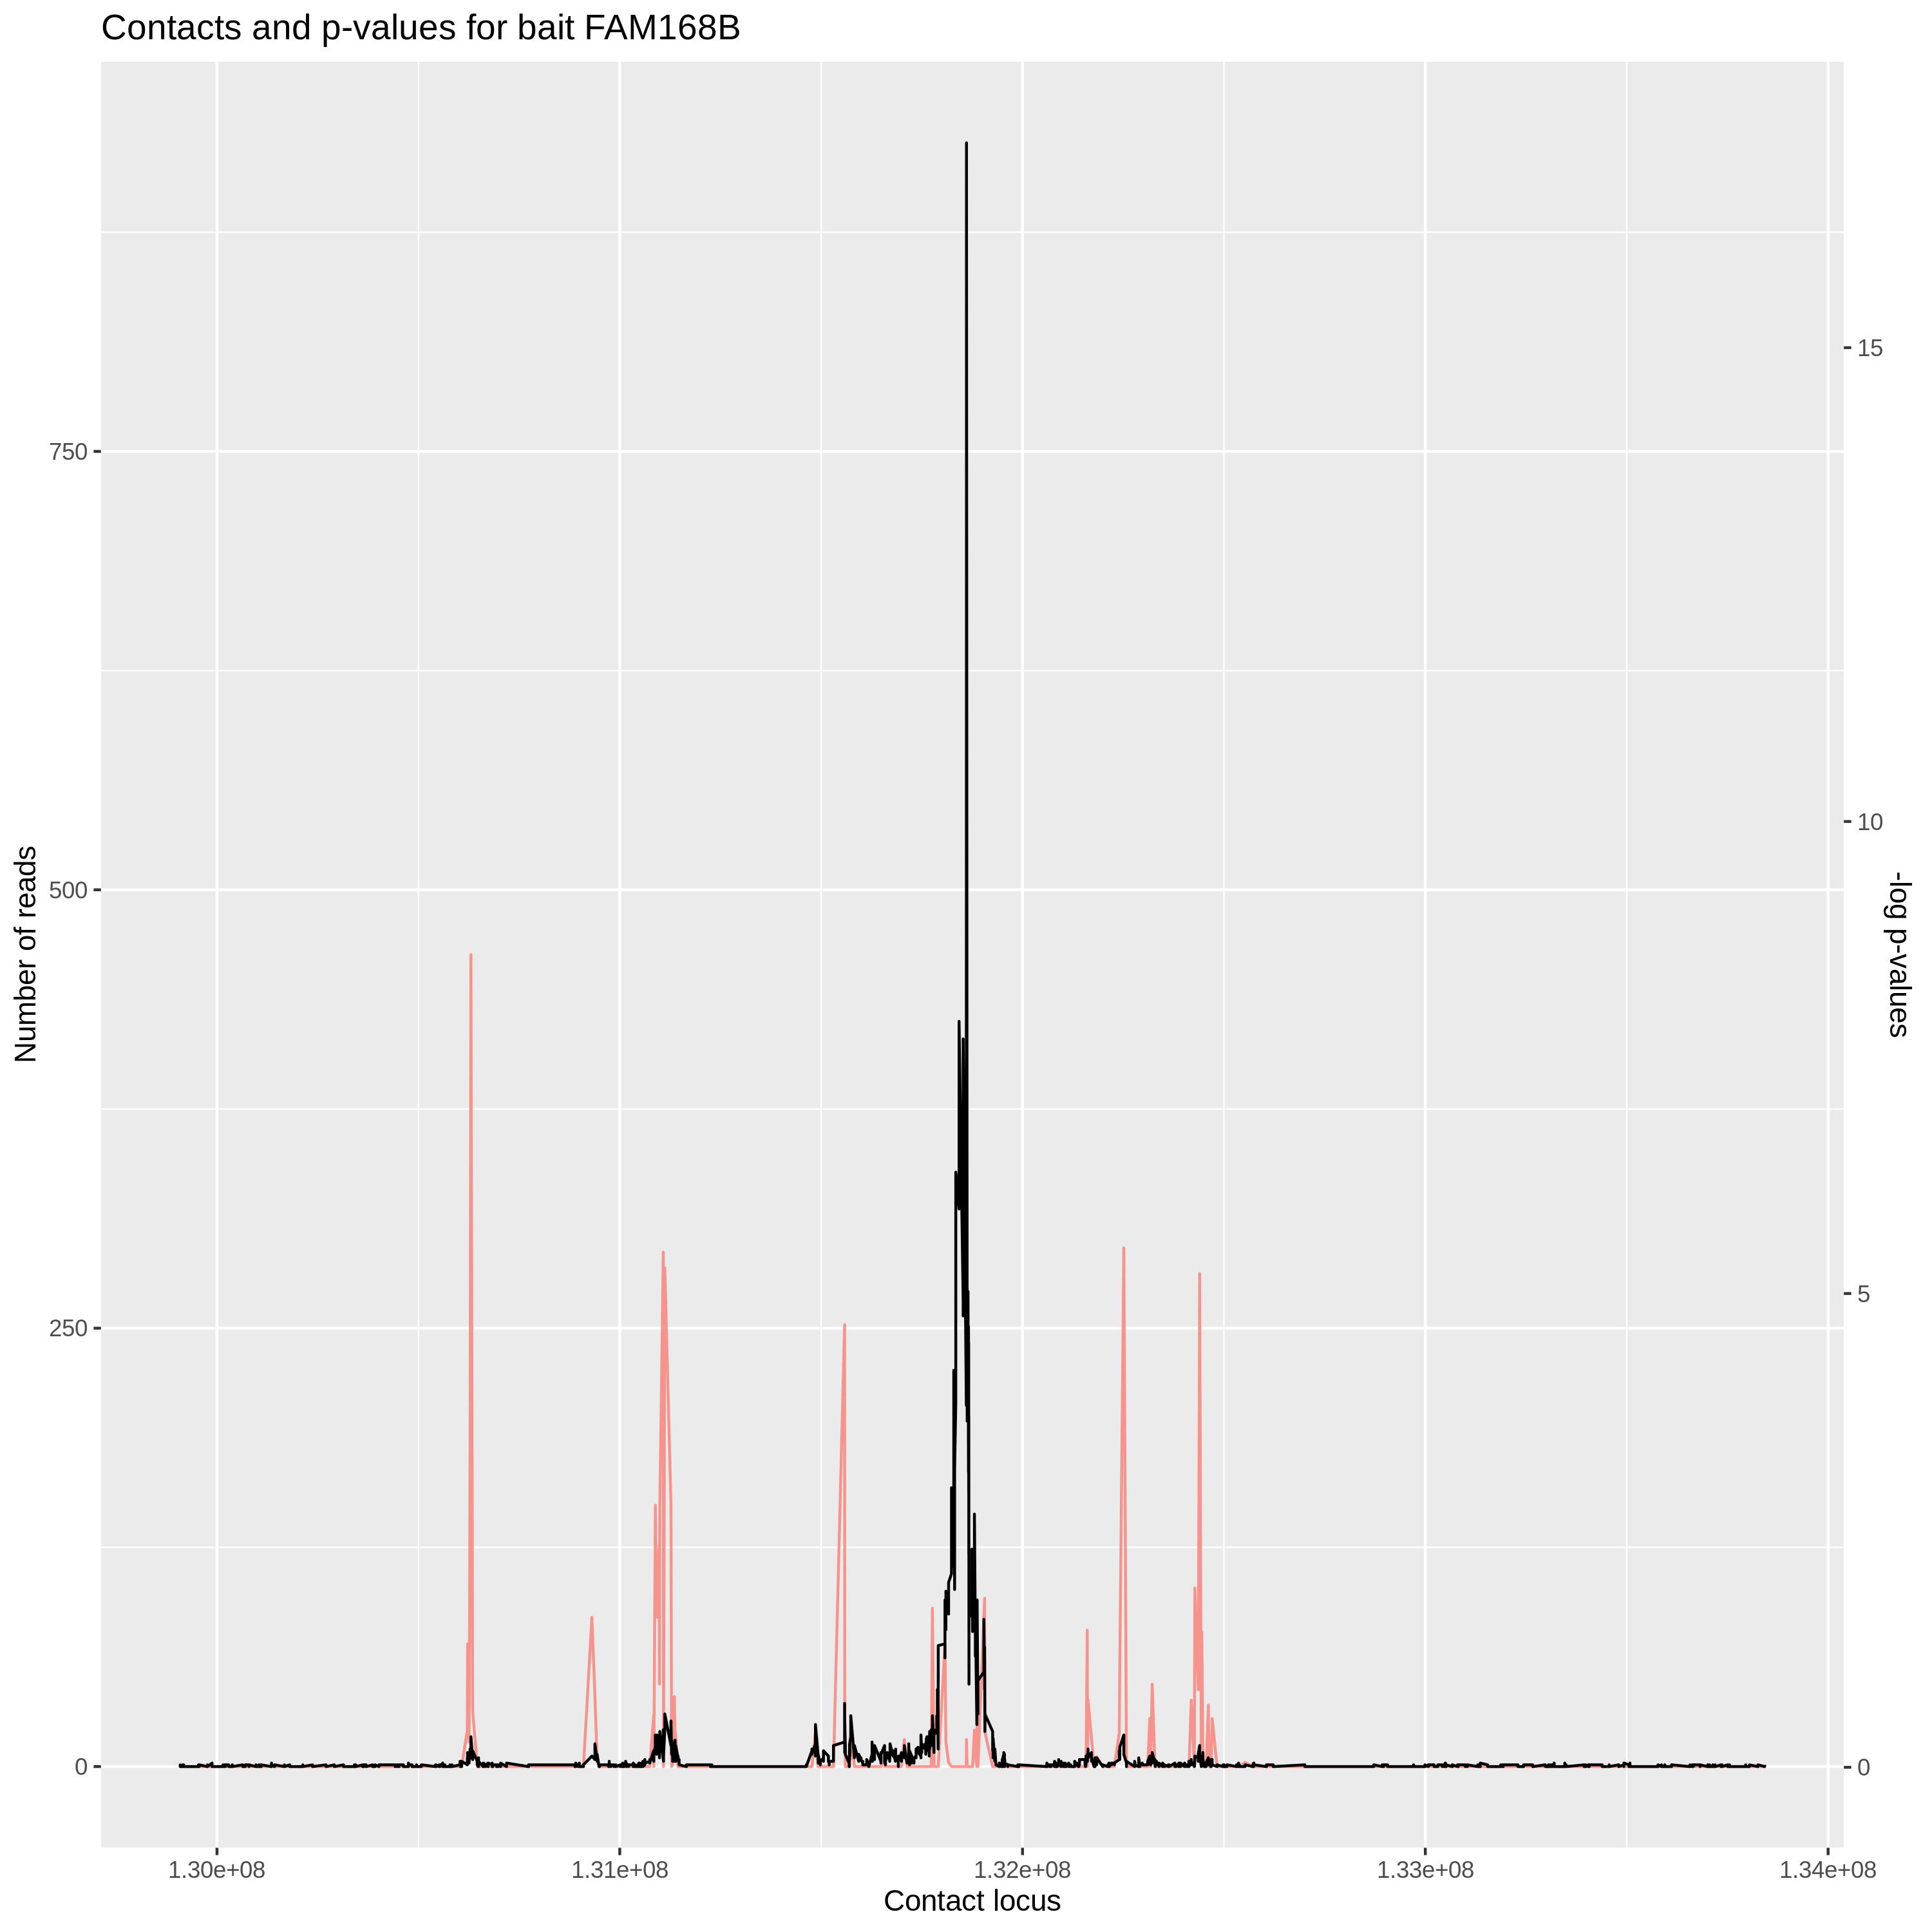 Contacts and p-values for bait FAM168B
Number of reads
750
500
250
0
15
10
5
0
-log p-values
1.30e+08
1.31e+08
1.32e+08
1.33e+08
1.34e+08
Contact locus